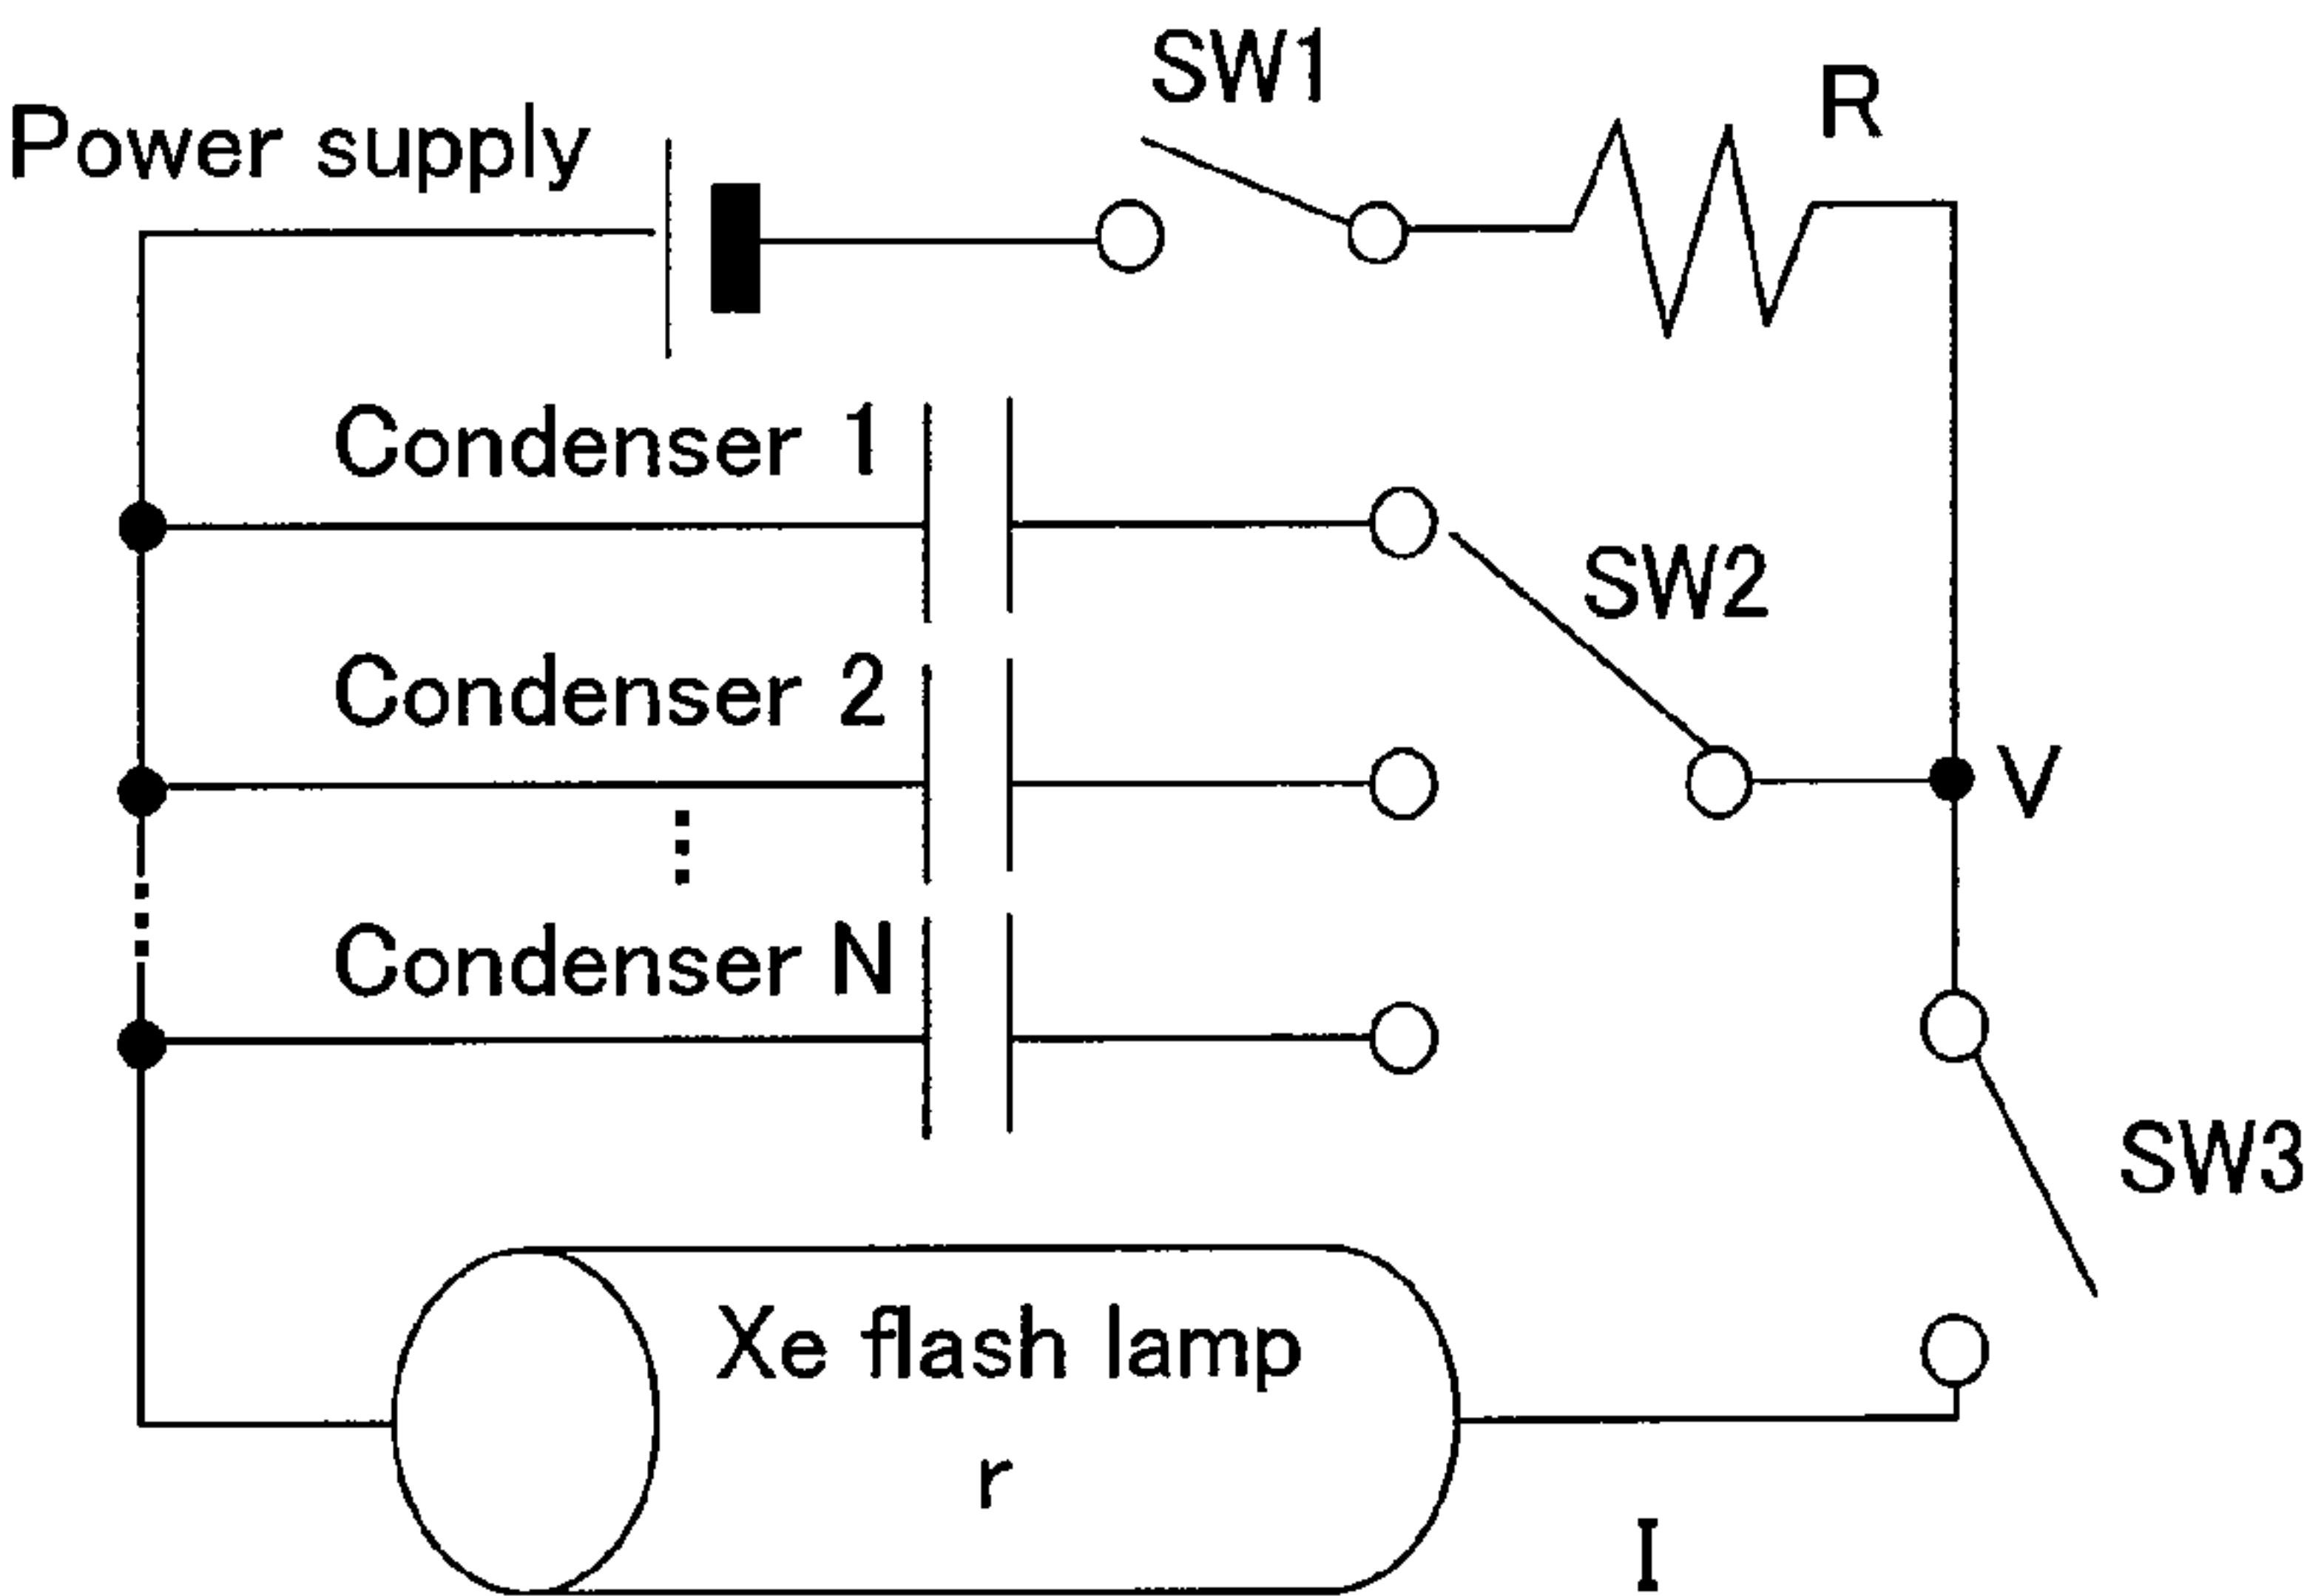 SW1
R
Power supply
Condenser 1
SW2
Condenser 2
V
Condenser N
SW3
Xe flash lamp
r
I